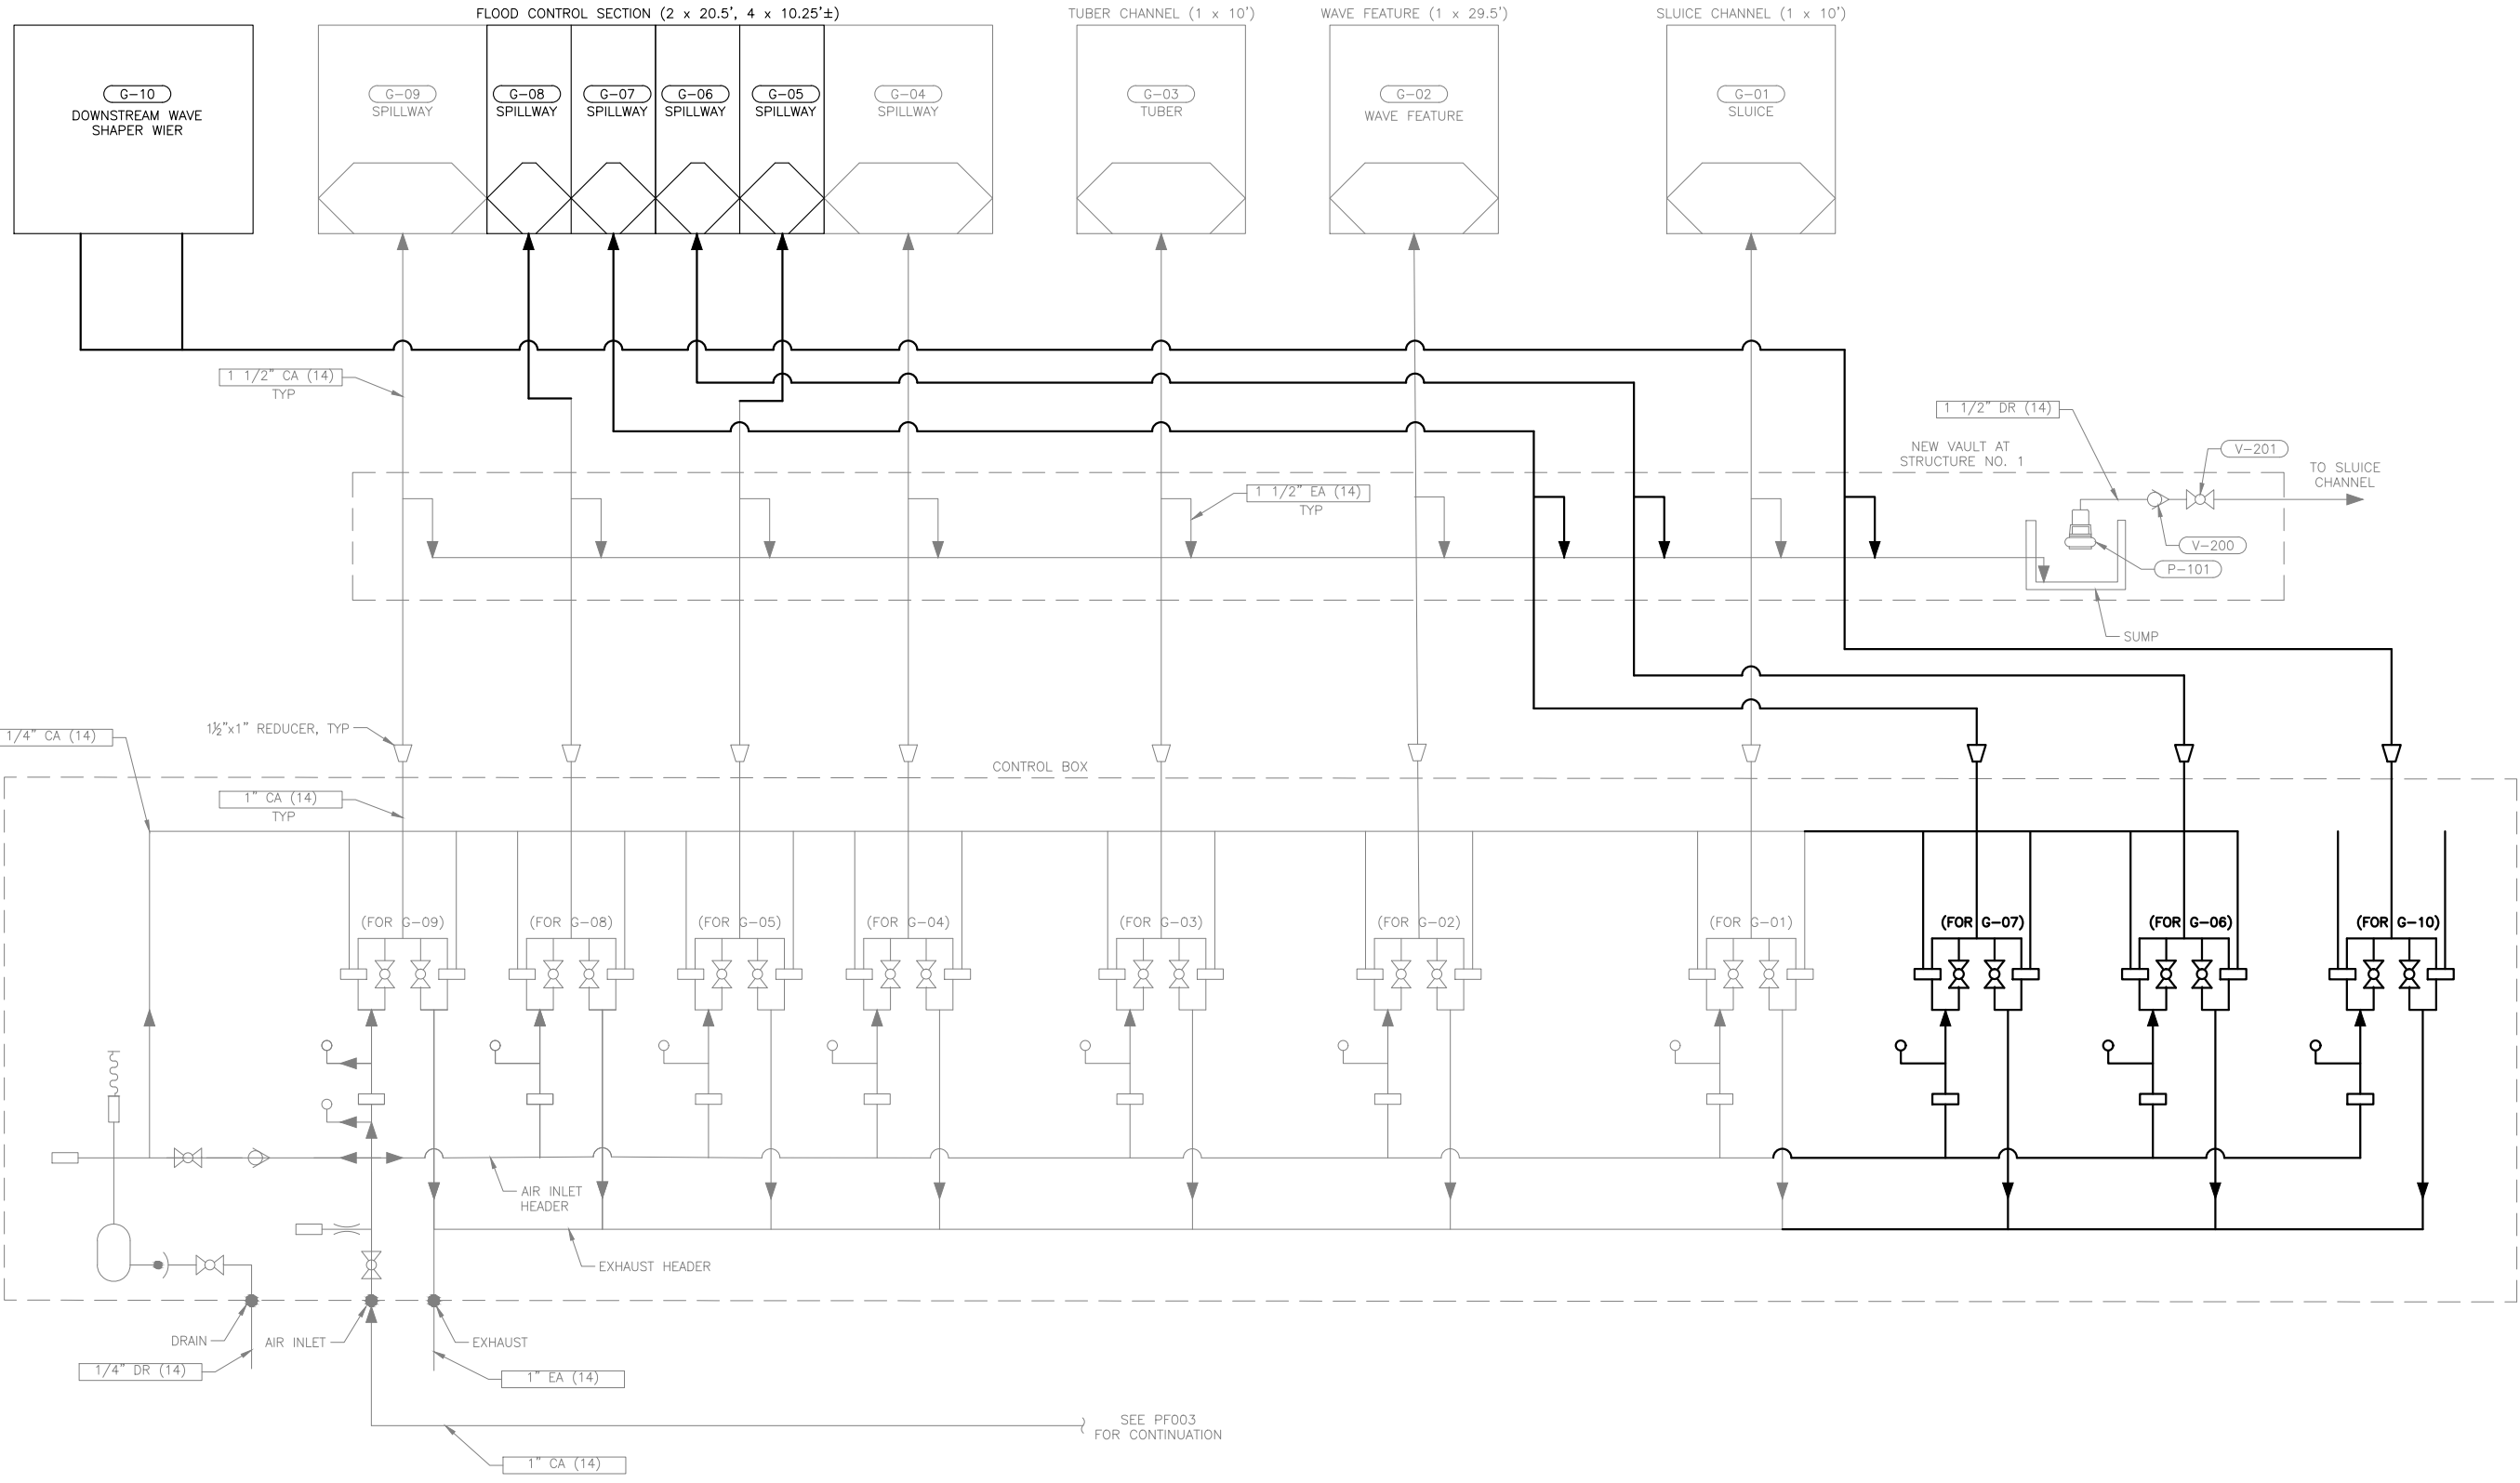 FLOOD CONTROL SECTION (2 x 20.5', 4 x 10.25'±)
TUBER CHANNEL (1 x 10')
WAVE FEATURE (1 x 29.5')
SLUICE CHANNEL (1 x 10')
G-10
DOWNSTREAM WAVE
SHAPER WIER
G-09
SPILLWAY
G-08
SPILLWAY
G-07
SPILLWAY
G-06
SPILLWAY
G-05
SPILLWAY
G-04
SPILLWAY
G-03
TUBER
G-02
WAVE FEATURE
G-01
SLUICE
1 1/2" CA (14)
TYP
1 1/2" DR (14)
NEW VAULT AT
STRUCTURE NO. 1
V-201
TO SLUICE
CHANNEL
1 1/2" EA (14)
TYP
V-200
P-101
SUMP
1½"x1" REDUCER, TYP
1/4" CA (14)
CONTROL BOX
1" CA (14)
TYP
(FOR G-09)
(FOR G-08)
(FOR G-05)
(FOR G-04)
(FOR G-03)
(FOR G-02)
(FOR G-01)
(FOR G-07)
(FOR G-06)
(FOR G-10)
AIR INLET
HEADER
EXHAUST HEADER
DRAIN
AIR INLET
EXHAUST
1/4" DR (14)
1" EA (14)
SEE PF003
FOR CONTINUATION
1" CA (14)